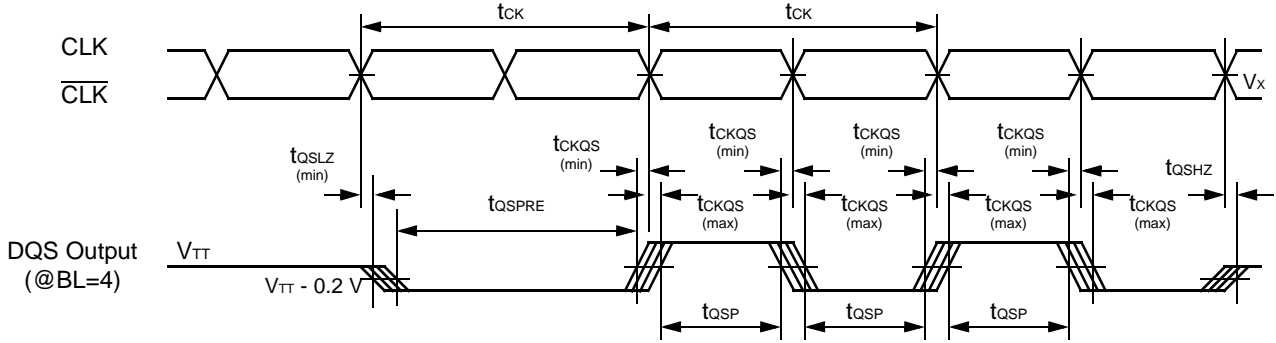 tCK tCK
CLK
CLK
VX
tCKQS (min) tCKQS (min) tCKQS (min)
tQSLZ (min) tCKQS (min) tQSHZ
tQSPRE tCKQS (max) tCKQS (max) tCKQS (max) tCKQS (max)
DQS Output
(@BL=4)
VTT
VTT - 0.2 V
tQSP tQSP tQSP